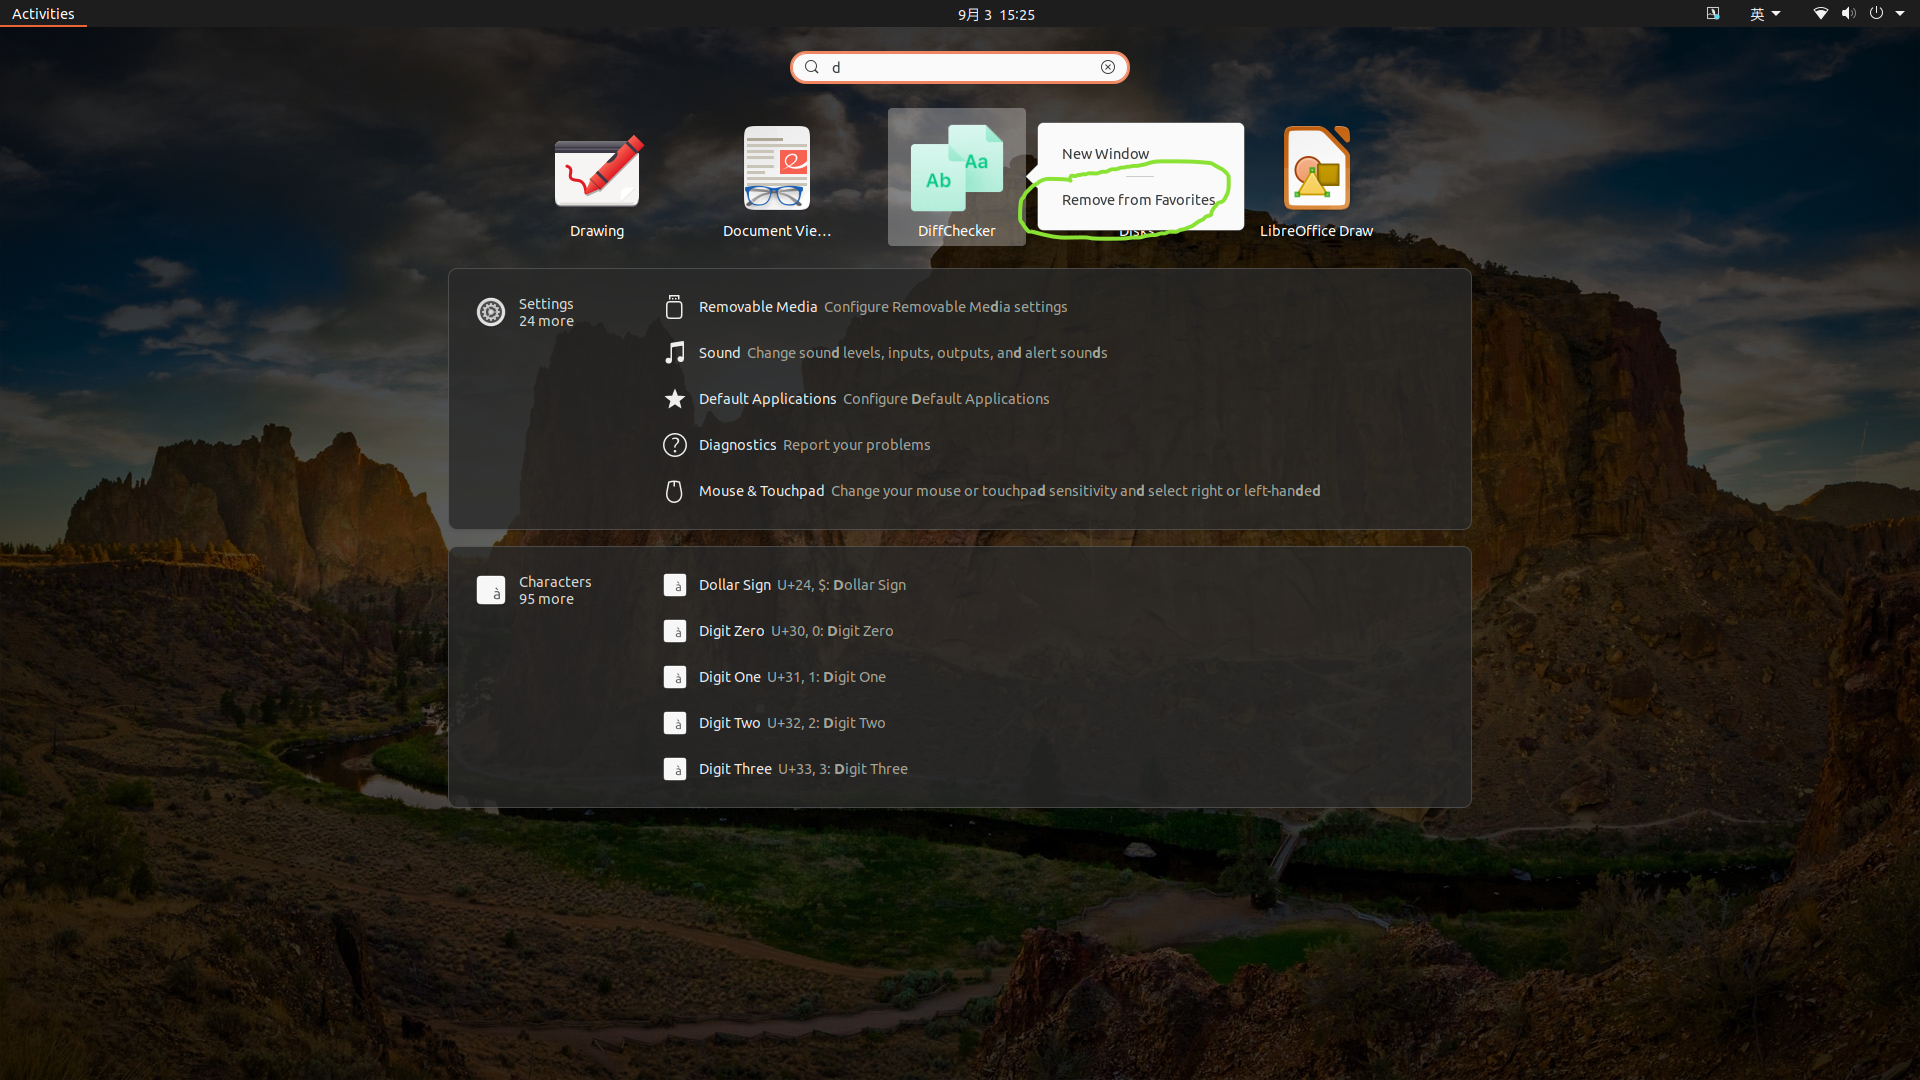 Activities
9月 3 15:25
英
d
Ab
Aa
New Window
Remove from Favorites
Drawing
Document Vie...
DiffChecker
Disks
LibreOffice Draw
Settings
24 more
Removable Media Configure Removable Media settings
Sound Change sound levels, inputs, outputs, and alert sounds
Default Applications Configure Default Applications
Diagnostics Report your problems
Mouse & Touchpad Change your mouse or touchpad sensitivity and select right or left-handed
Characters
95 more
à
à Dollar Sign U+24, $: Dollar Sign
à Digit Zero U+30, 0: Digit Zero
à Digit One U+31, 1: Digit One
à Digit Two U+32, 2: Digit Two
à Digit Three U+33, 3: Digit Three